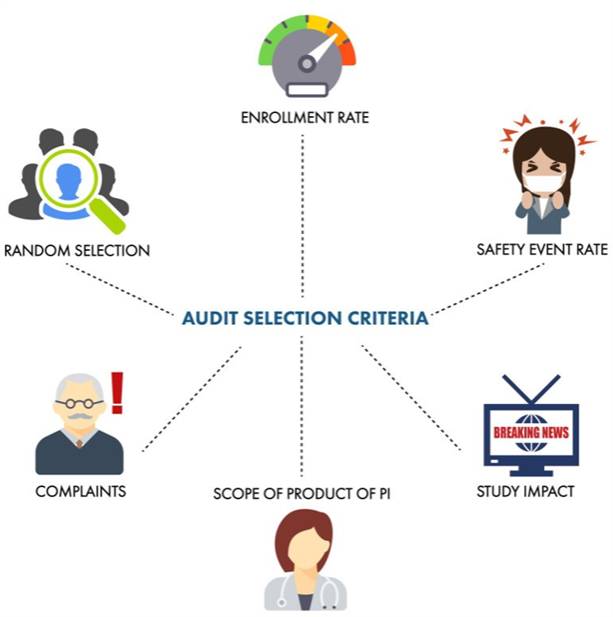 ENROLLMENT RATE
RANDOM SELECTION
SAFETY EVENT RATE
AUDIT SELECTION CRITERIA
!
BREAKING NEWS
COMPLAINTS
SCOPE OF PRODUCT OF PI
STUDY IMPACT